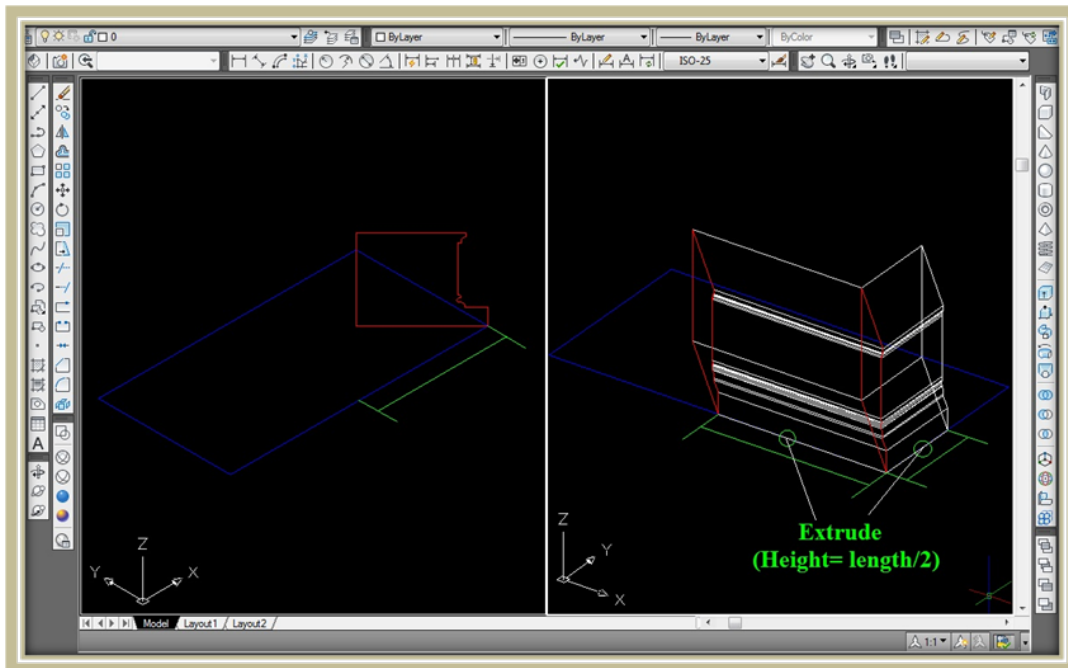 0
ByLayer
ByLayer
ByLayer
ByColor
ISO-25
A
Z
Y
X
Z
Y
X
Extrude
(Height= length/2)
Model Layout1 Layout2
1:1